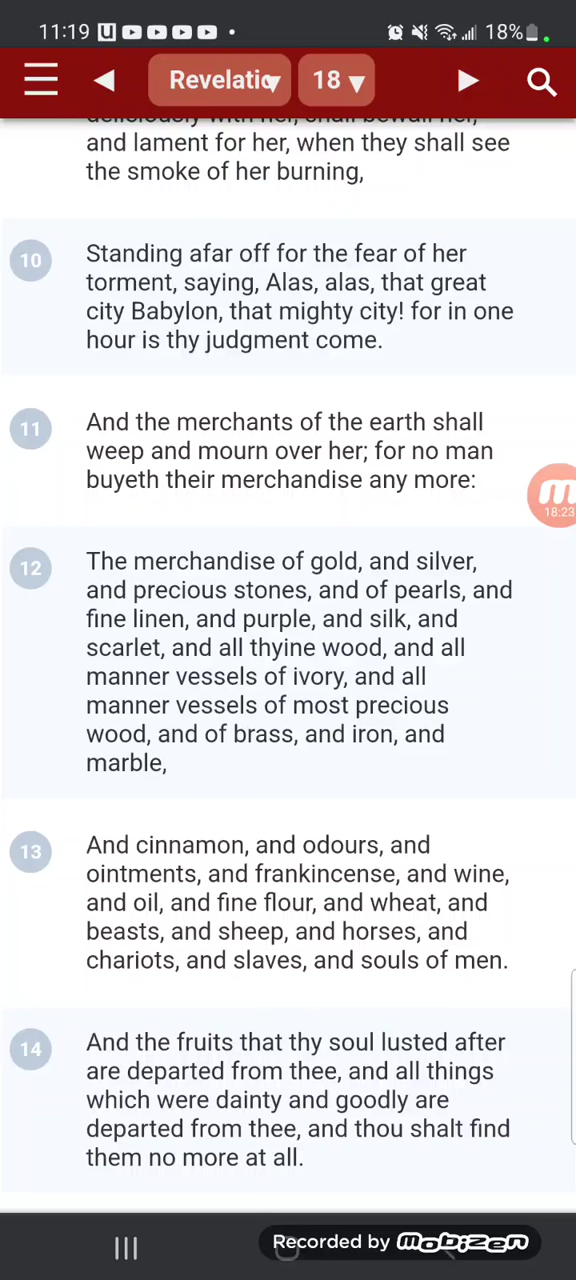 11:19 U 18%
Revelatio 18
and lament for her, when they shall see
the smoke of her burning,
10 Standing afar off for the fear of her
torment, saying, Alas, alas, that great
city Babylon, that mighty city! for in one
hour is thy judgment come.
11 And the merchants of the earth shall
weep and mourn over her; for no man
buyeth their merchandise any more:
18:23
12 The merchandise of gold, and silver,
and precious stones, and of pearls, and
fine linen, and purple, and silk, and
scarlet, and all thyine wood, and all
manner vessels of ivory, and all
manner vessels of most precious
wood, and of brass, and iron, and
marble,
13 And cinnamon, and odours, and
ointments, and frankincense, and wine,
and oil, and fine flour, and wheat, and
beasts, and sheep, and horses, and
chariots, and slaves, and souls of men.
14 And the fruits that thy soul lusted after
are departed from thee, and all things
which were dainty and goodly are
departed from thee, and thou shalt find
them no more at all.
Recorded by mobizen